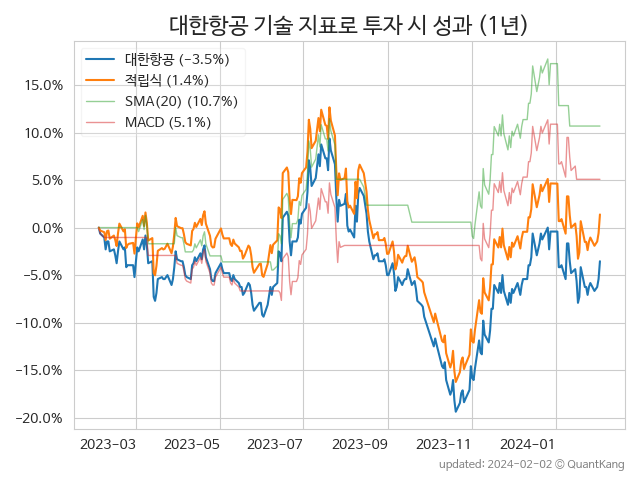 대한항공 기술 지표로 투자 시 성과 (1년)
대한항공 (−3.5%)
적립식 (1.4%)
SMA(20) (10.7%)
MACD (5.1%)
15.0%
10.0%
5.0%
0.0%
−5.0%
−10.0%
−15.0%
−20.0%
2023-03 2023-05 2023-07 2023-09 2023-11 2024-01
updated: 2024-02-02 © QuantKang